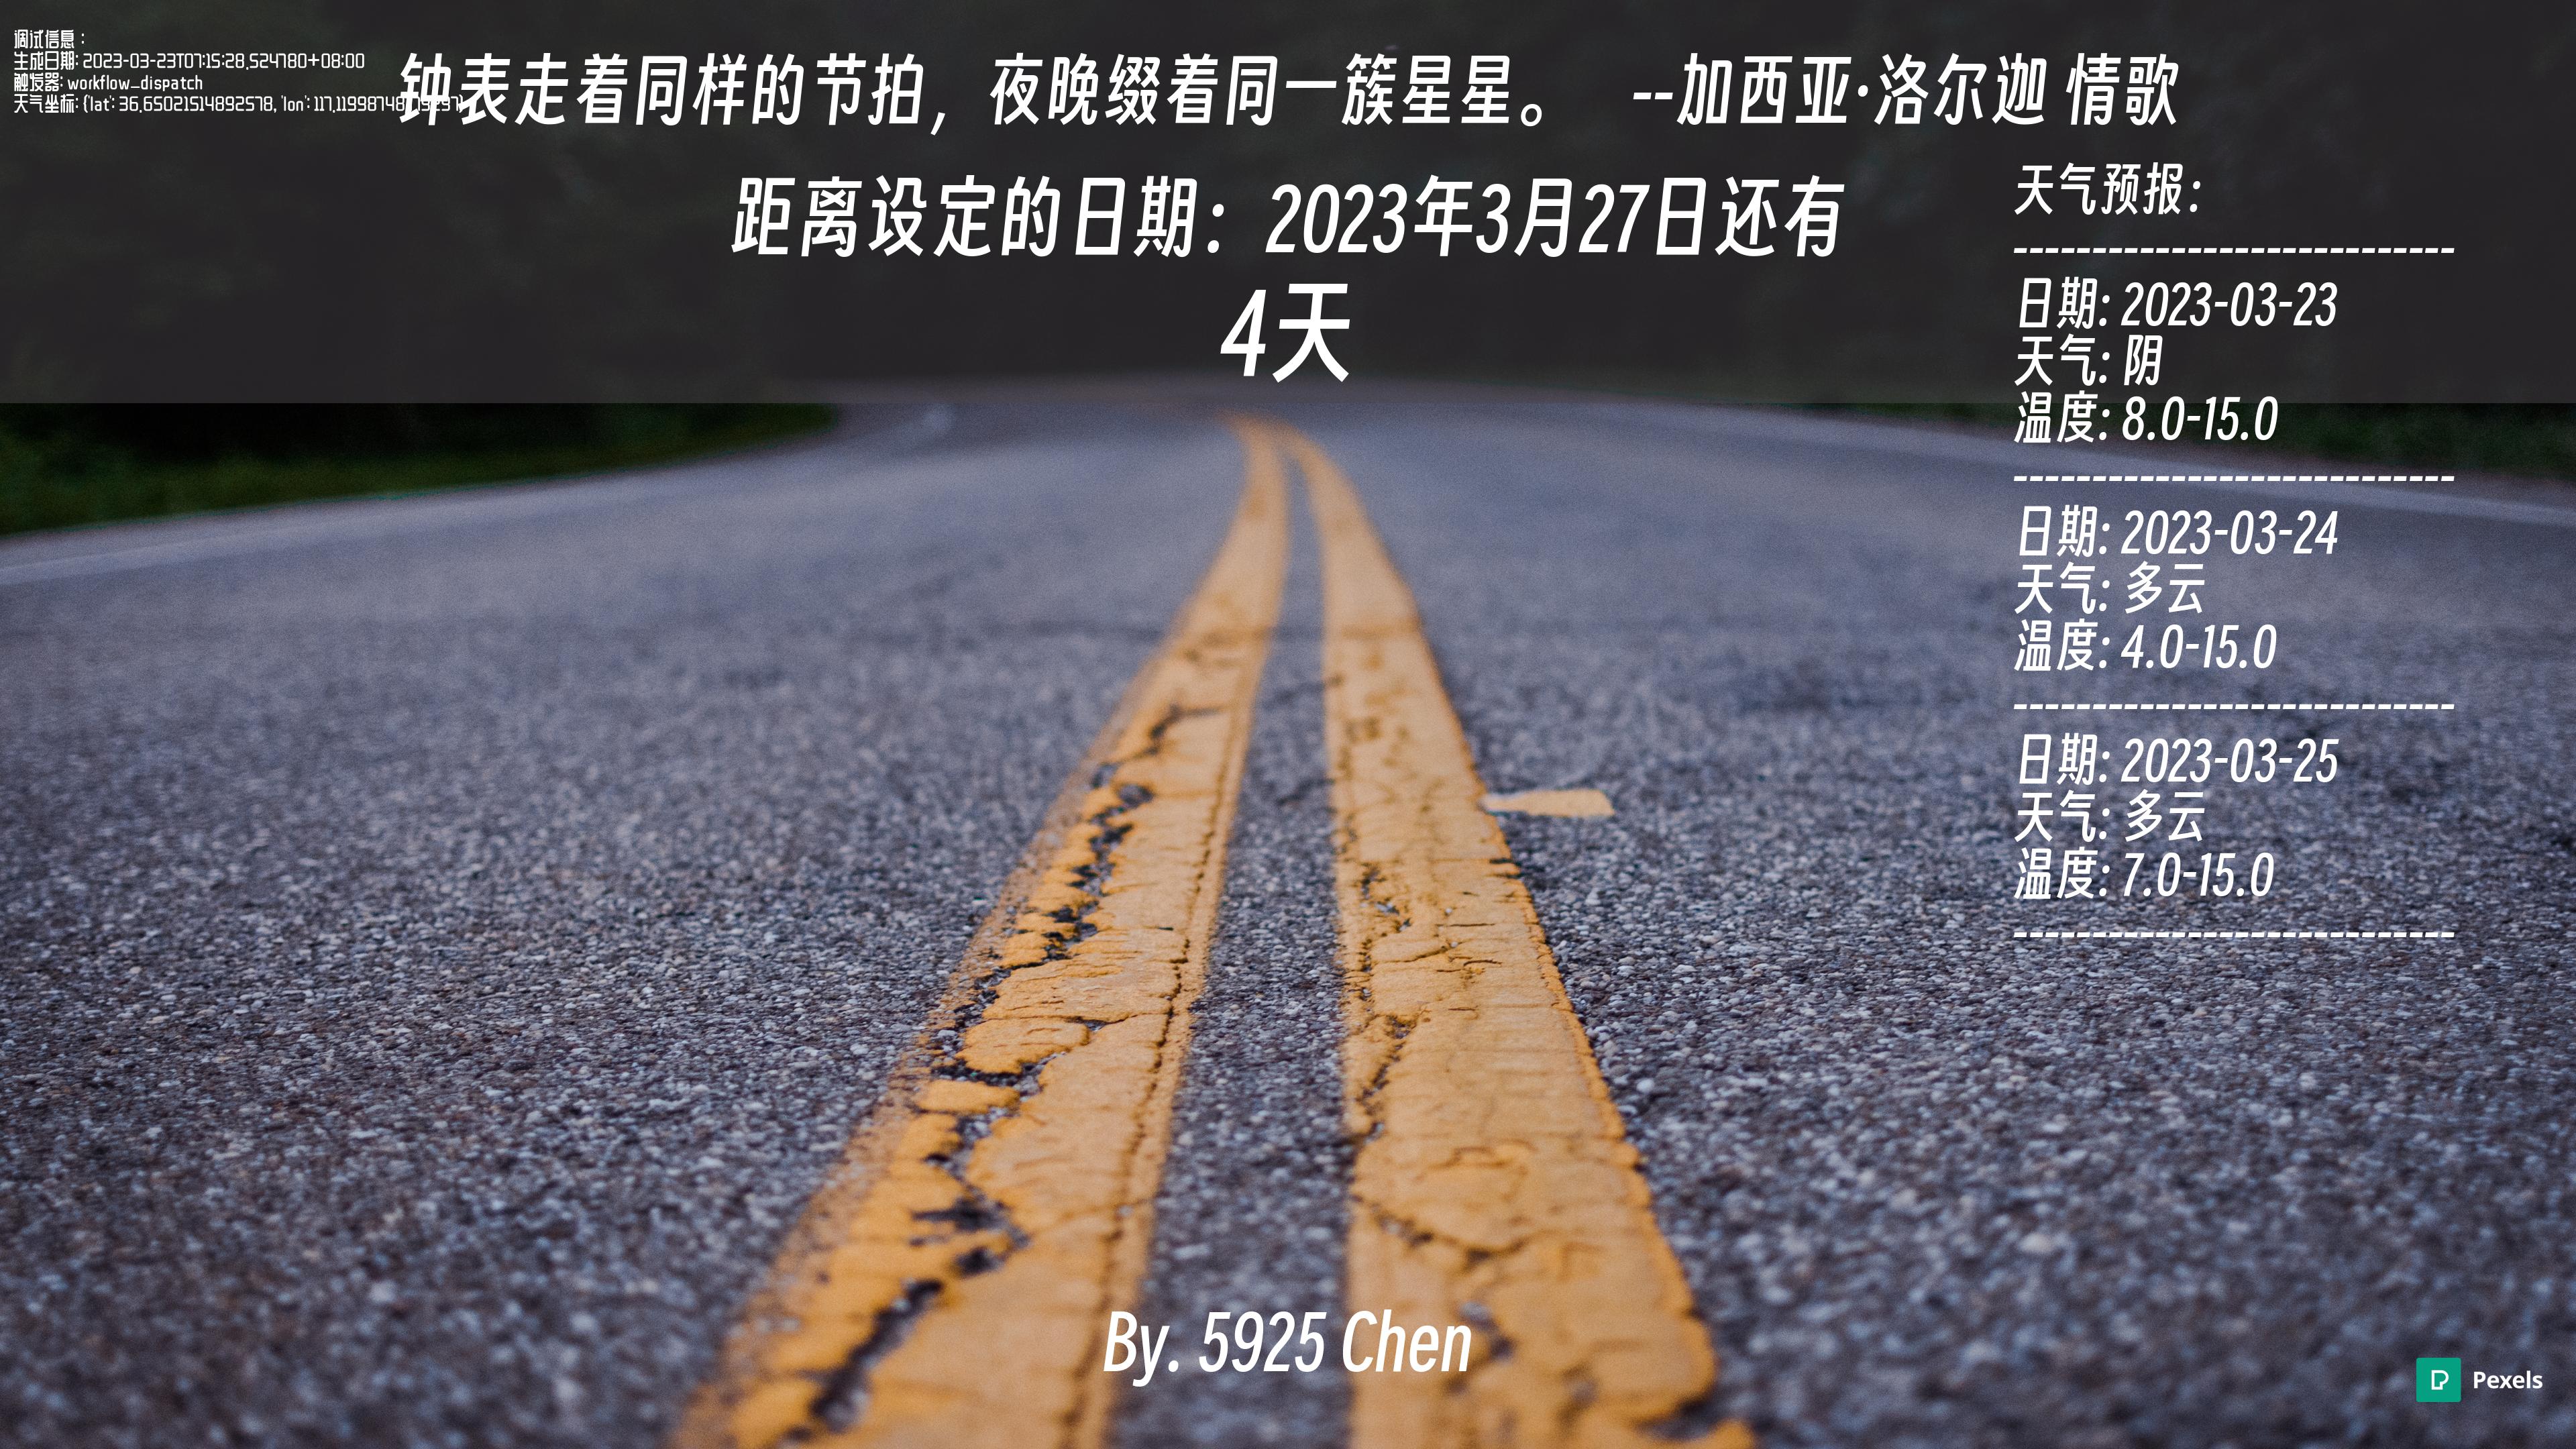 调试信息：
生成日期: 2023-03-23T07:15:28.524780+08:00
触发器: workflow_dispatch
天气坐标: {'lat': 36.65021514892578, 'lon':
钟表走着同样的节拍，夜晚缀着同一簇星星。 --加西亚·洛尔迦 情歌
距离设定的日期：2023年3月27日还有
4天
天气预报：
----------------------------
日期: 2023-03-23
天气: 阴
温度: 8.0-15.0
----------------------------
日期: 2023-03-24
天气: 多云
温度: 4.0-15.0
----------------------------
日期: 2023-03-25
天气: 多云
温度: 7.0-15.0
----------------------------
By. 5925 Chen
Pexels